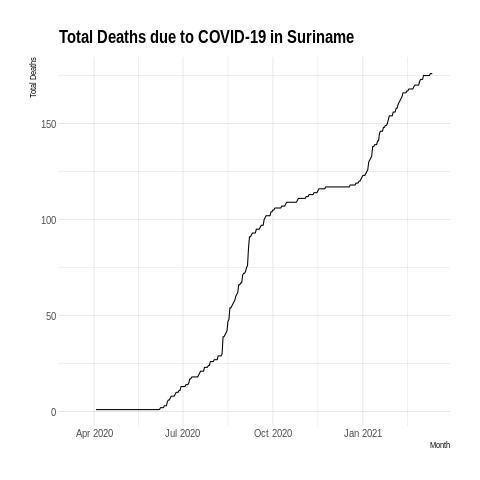 Total Deaths due to COVID-19 in Suriname
Total Deaths
150
100
50
0
Apr 2020 Jul 2020 Oct 2020 Jan 2021
Month